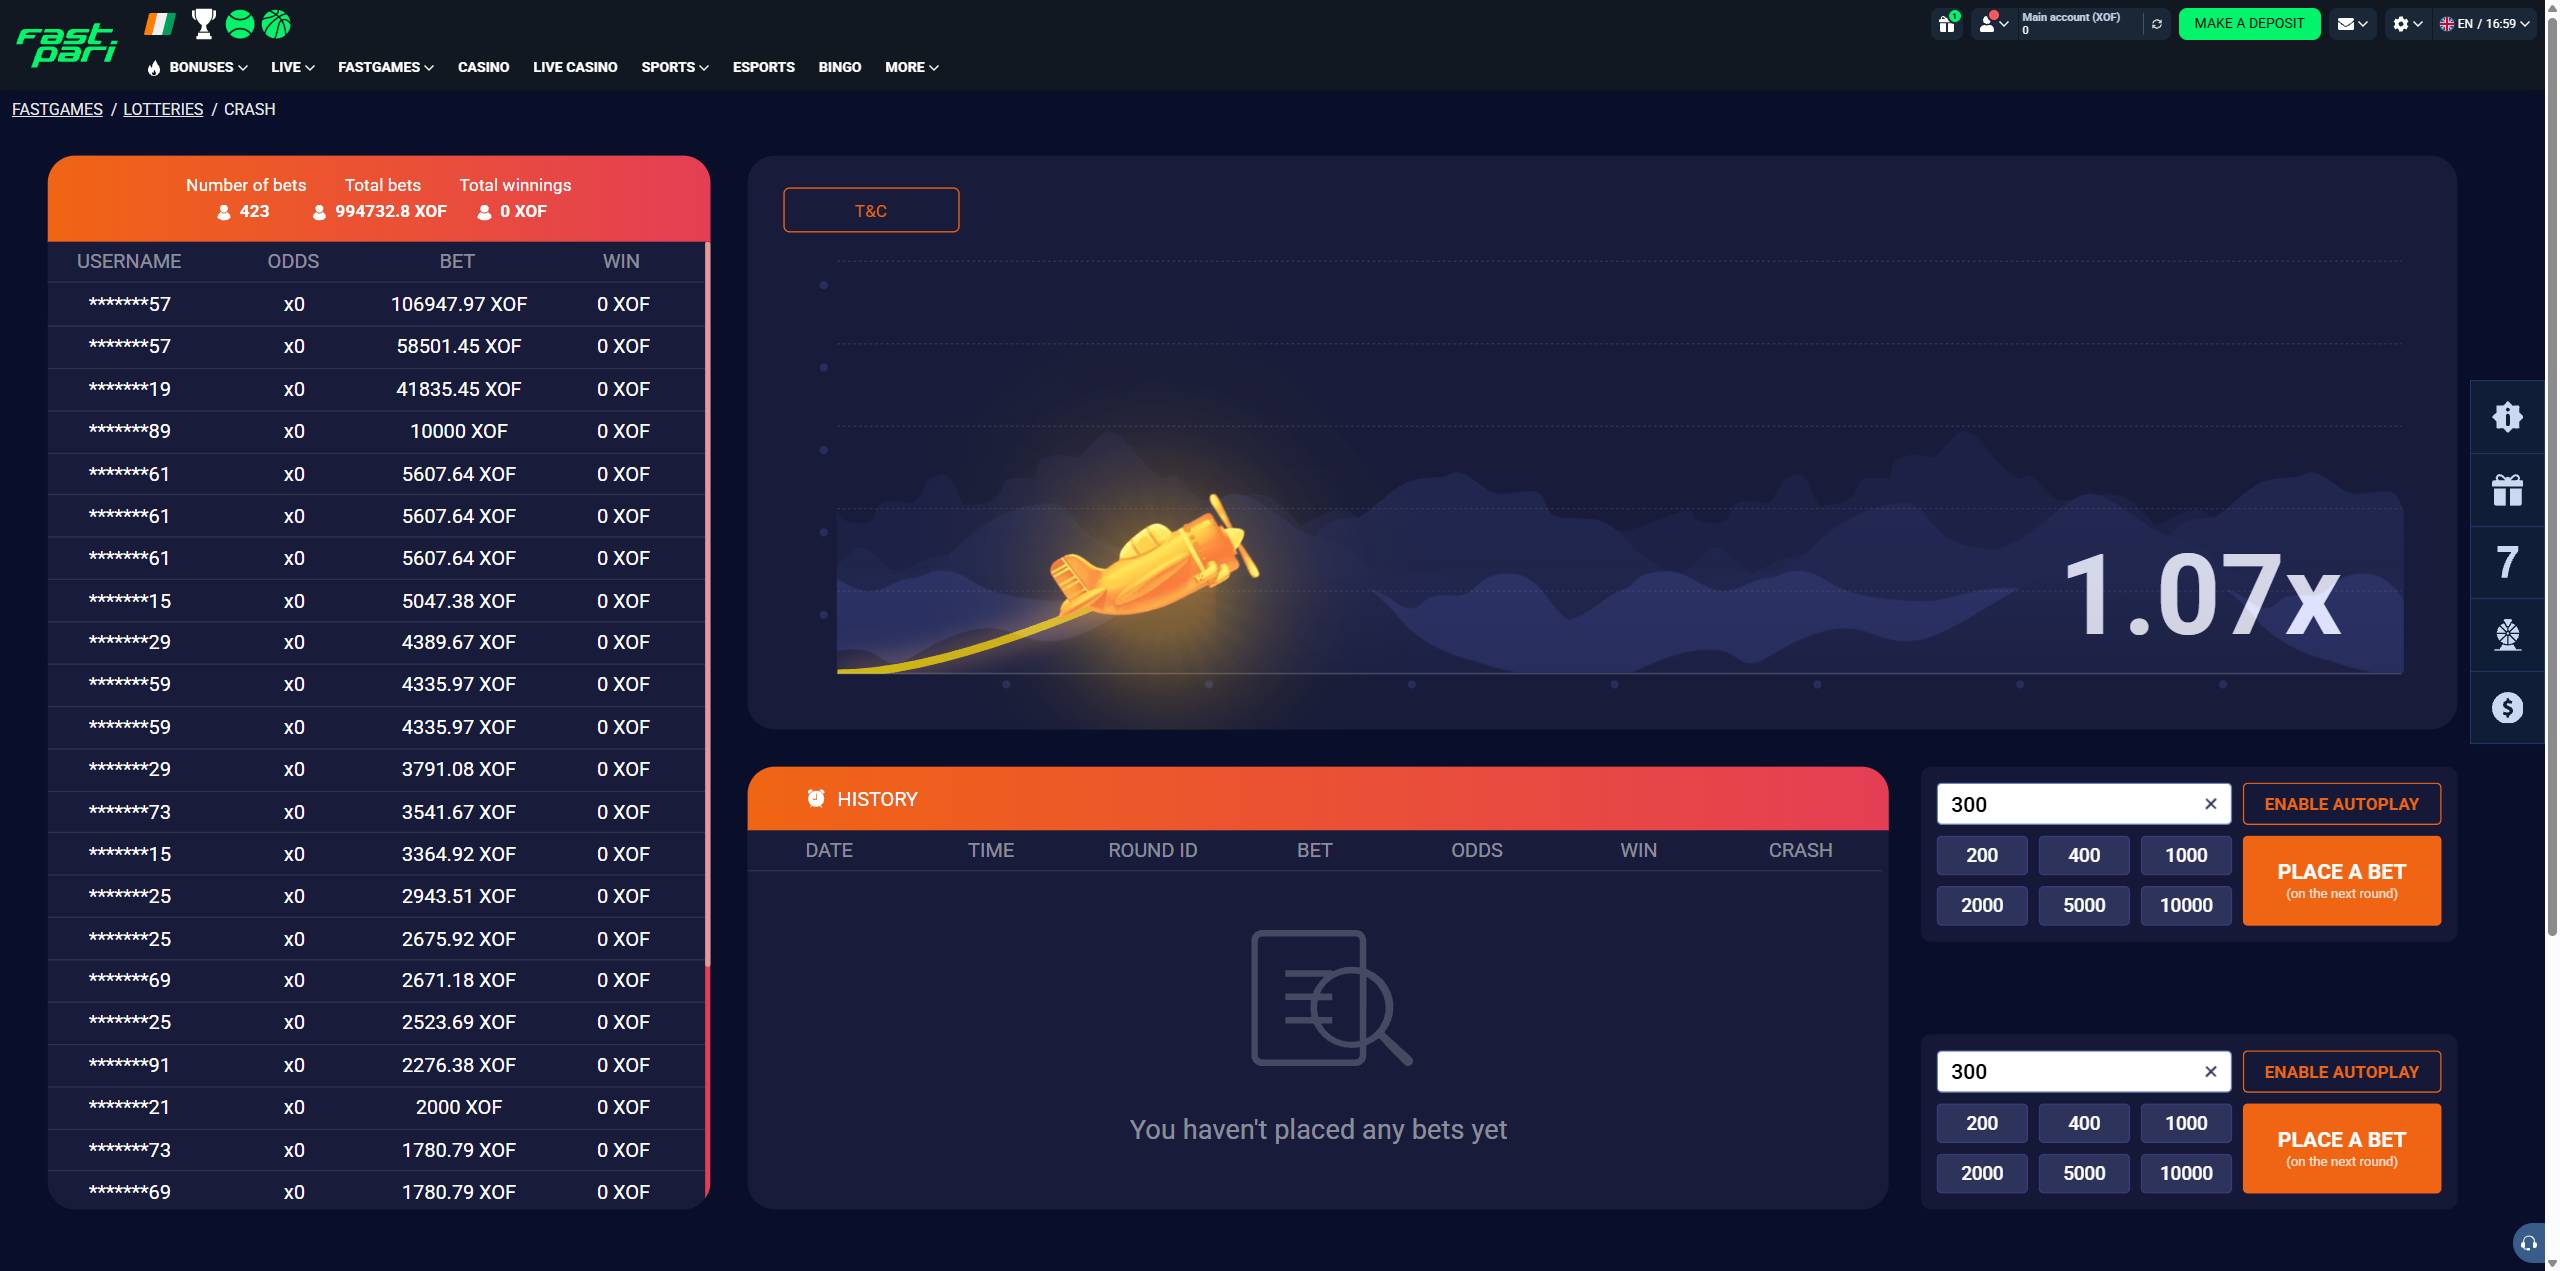 fast pari
1
Main account (XOF)
0
MAKE A DEPOSIT
EN / 16:59
BONUSES
LIVE
FASTGAMES
CASINO
LIVE CASINO
SPORTS
ESPORTS
BINGO
MORE
FASTGAMES / LOTTERIES / CRASH
Number of bets Total bets Total winnings
423 994732.8 XOF 0 XOF
USERNAME ODDS BET WIN
*******57 x0 106947.97 XOF 0 XOF
*******57 x0 58501.45 XOF 0 XOF
*******19 x0 41835.45 XOF 0 XOF
*******89 x0 10000 XOF 0 XOF
*******61 x0 5607.64 XOF 0 XOF
*******61 x0 5607.64 XOF 0 XOF
*******61 x0 5607.64 XOF 0 XOF
*******15 x0 5047.38 XOF 0 XOF
*******29 x0 4389.67 XOF 0 XOF
*******59 x0 4335.97 XOF 0 XOF
*******59 x0 4335.97 XOF 0 XOF
*******29 x0 3791.08 XOF 0 XOF
*******73 x0 3541.67 XOF 0 XOF
*******15 x0 3364.92 XOF 0 XOF
*******25 x0 2943.51 XOF 0 XOF
*******25 x0 2675.92 XOF 0 XOF
*******69 x0 2671.18 XOF 0 XOF
*******25 x0 2523.69 XOF 0 XOF
*******91 x0 2276.38 XOF 0 XOF
*******21 x0 2000 XOF 0 XOF
*******73 x0 1780.79 XOF 0 XOF
*******69 x0 1780.79 XOF 0 XOF
T&C
1.07x
7
HISTORY
DATE TIME ROUND ID BET ODDS WIN CRASH
You haven't placed any bets yet
300 ENABLE AUTOPLAY
200 400 1000
2000 5000 10000
PLACE A BET
(on the next round)
300 ENABLE AUTOPLAY
200 400 1000
2000 5000 10000
PLACE A BET
(on the next round)